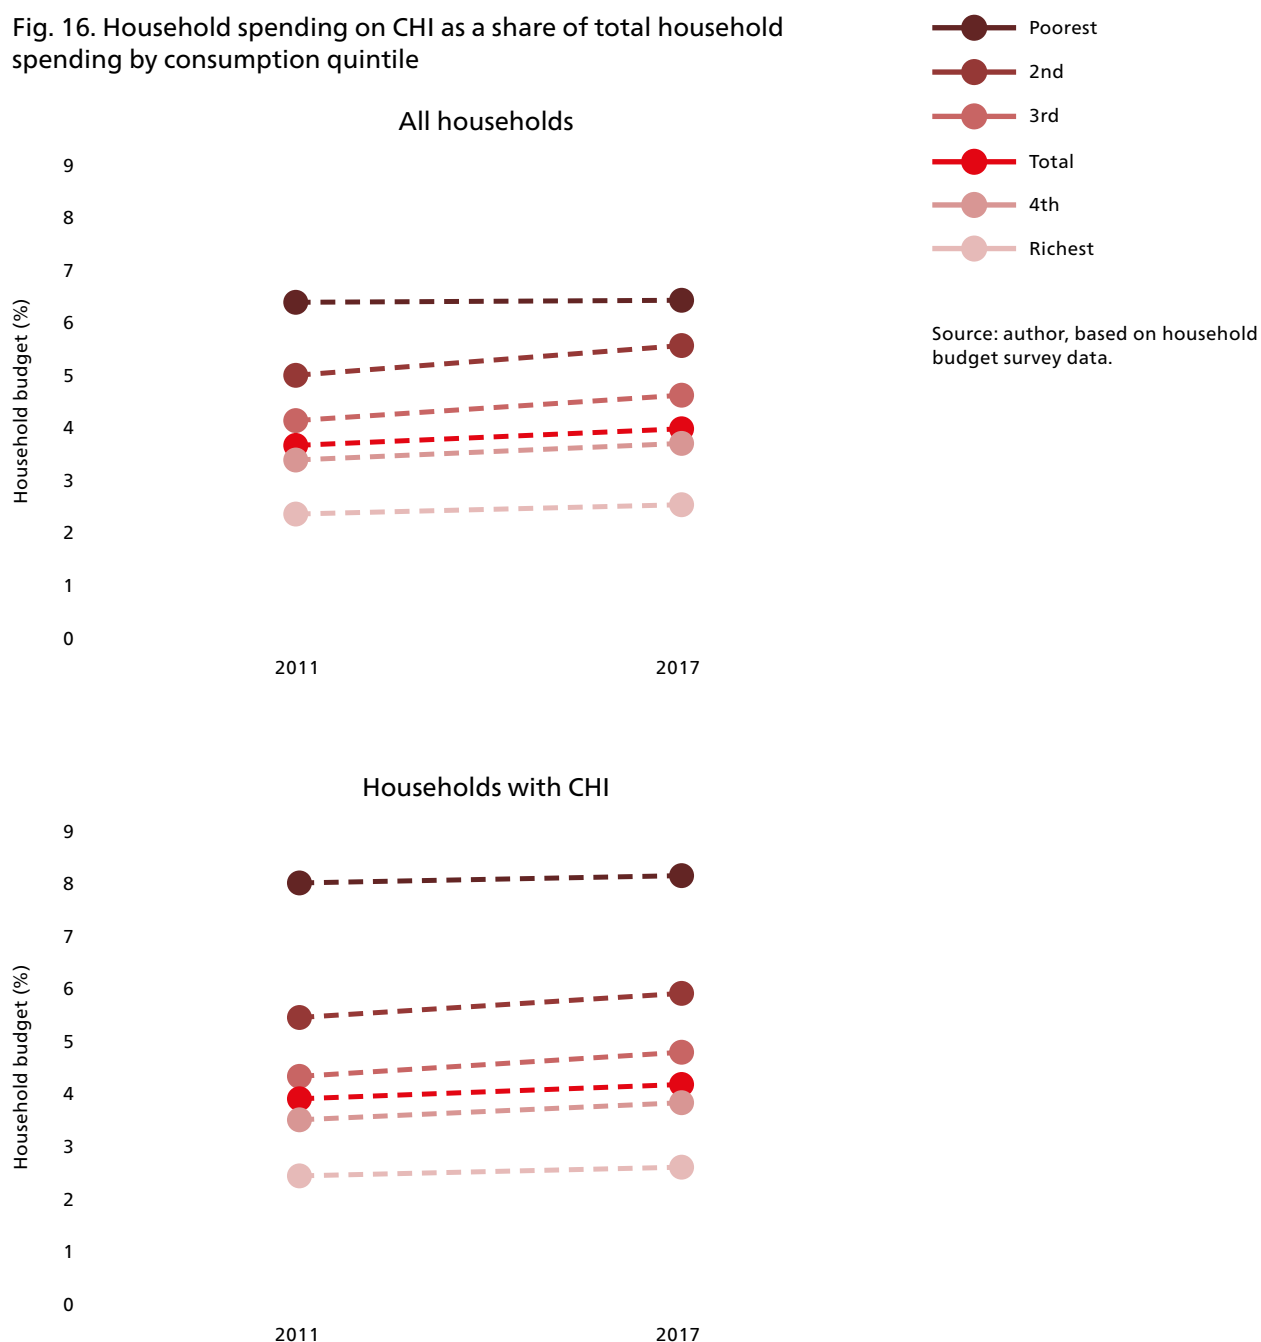 Fig. 16. Household spending on CHI as a share of total household
spending by consumption quintile
Poorest
2nd
3rd
Total
4th
Richest
Source: author, based on household
budget survey data.
All households
Household budget (%)
9
8
7
6
5
4
3
2
1
0
2011
2017
Households with CHI
Household budget (%)
9
8
7
6
5
4
3
2
1
0
2011
2017